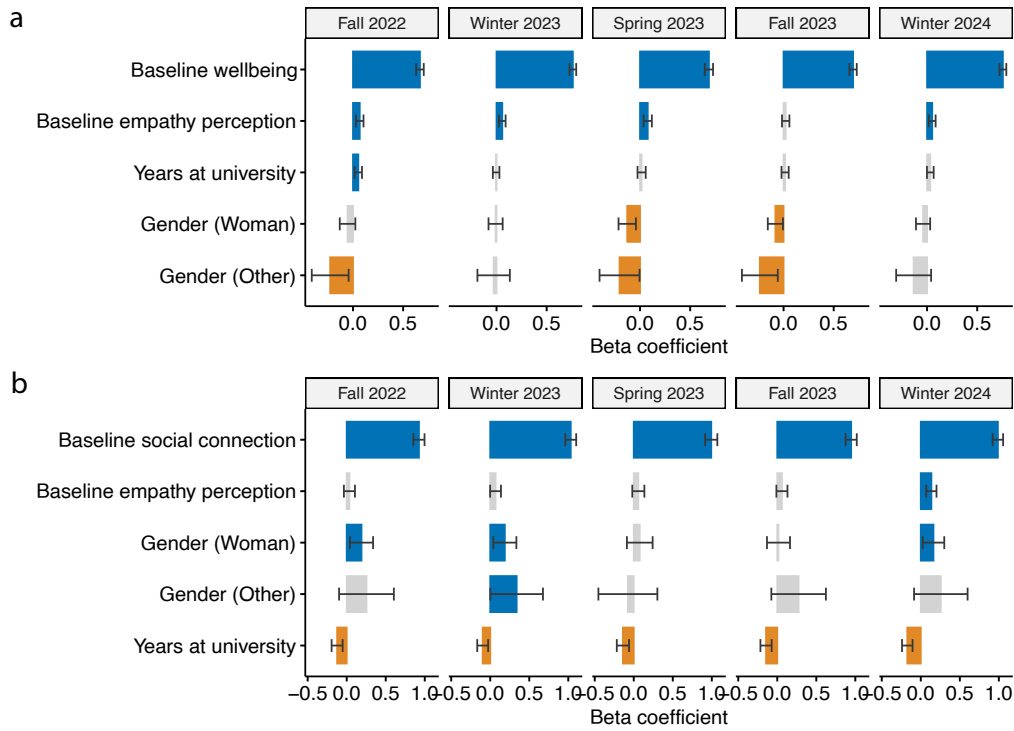 a
Fall 2022 Winter 2023 Spring 2023 Fall 2023 Winter 2024
Baseline wellbeing
Baseline empathy perception
Years at university
Gender (Woman)
Gender (Other)
0.0 0.5 0.0 0.5 0.0 0.5 0.0 0.5 0.0 0.5
Beta coefficient
b
Fall 2022 Winter 2023 Spring 2023 Fall 2023 Winter 2024
Baseline social connection
Baseline empathy perception
Gender (Woman)
Gender (Other)
Years at university
−0.5 0.0 0.5 1.0 −0.5 0.0 0.5 1.0 −0.5 0.0 0.5 1.0 −0.5 0.0 0.5 1.0 −0.5 0.0 0.5 1.0
Beta coefficient